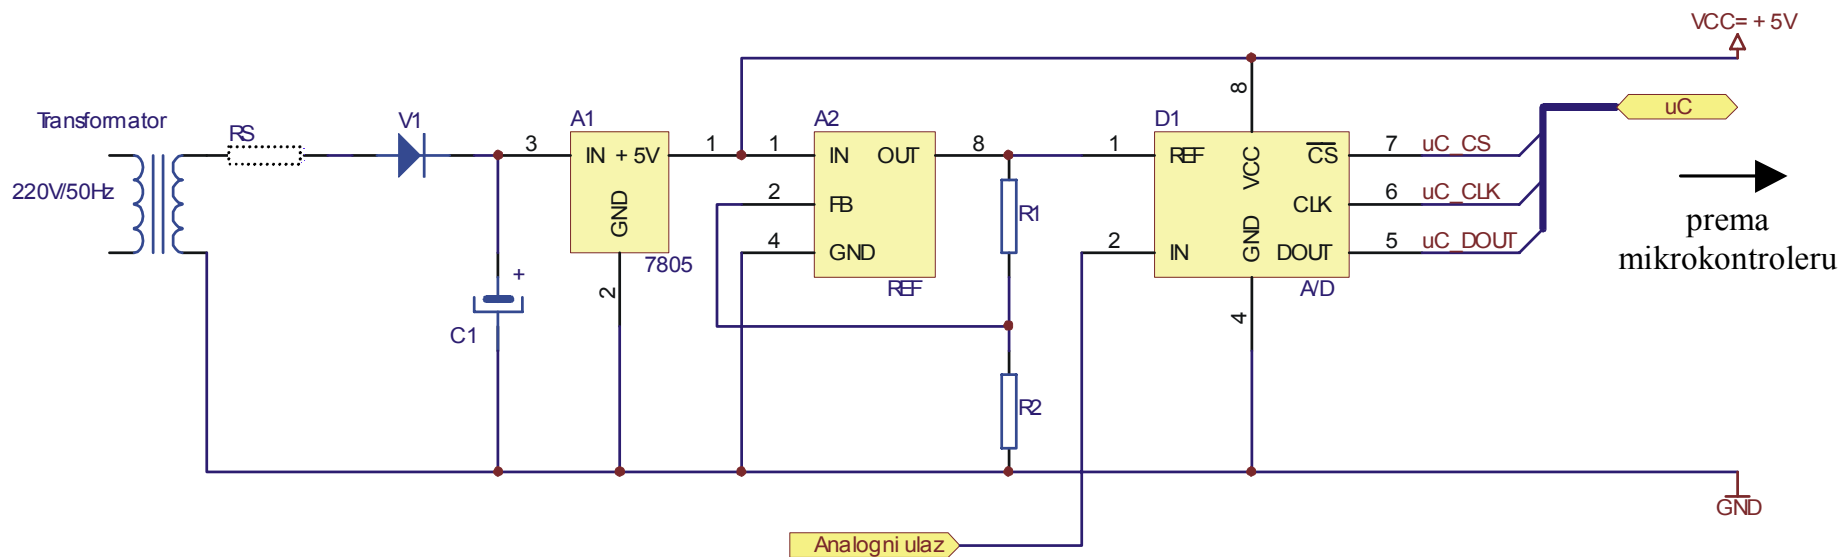 VCC= + 5V
uC
Transformator
220V/50Hz
RS
V1
C1
+
A1
3
IN + 5V
GND
7805
2
1
A2
1
IN
OUT
8
2
FB
4
GND
REF
R1
R2
D1
1
REF
2
IN
8
VCC
GND
4
CS
7
uC_CS
CLK
6
uC_CLK
DOUT
5
uC_DOUT
A/D
prema
mikrokontroleru
GND
Analogni ulaz